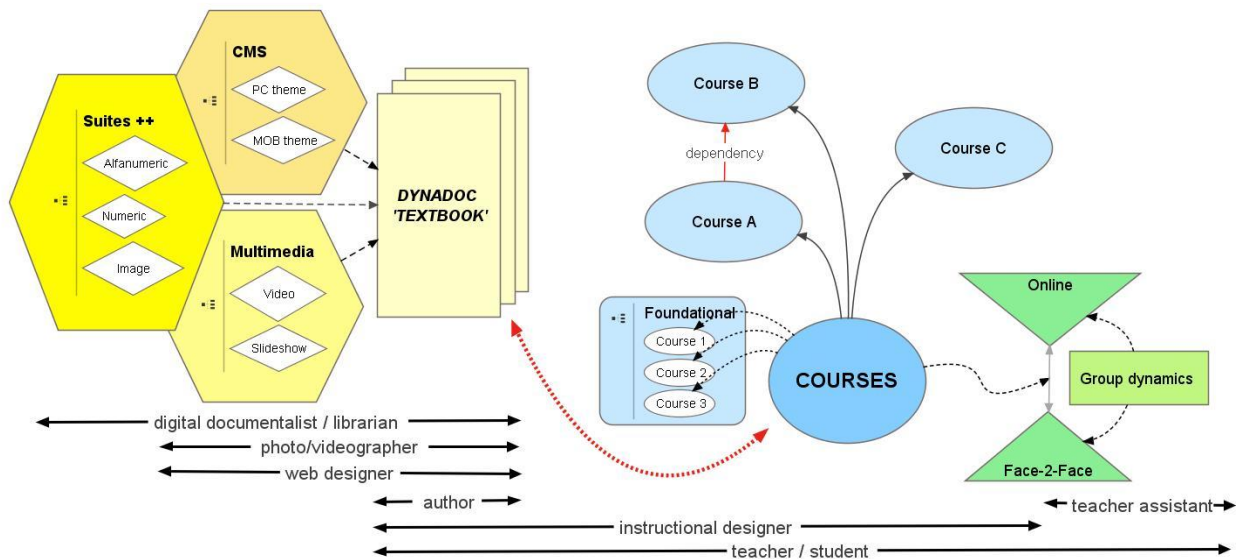 CMS
PC theme
MOB theme
Suites ++
Alfanumeric
Numeric
Image
Multimedia
Video
Slideshow
DYNADOC
'TEXTBOOK'
Course B
dependency
Course A
Course C
Foundational
Course 1
Course 2
Course 3
COURSES
Online
Group dynamics
Face-2-Face
digital documentalist / librarian
photo/videographer
web designer
author
teacher assistant
instructional designer
teacher / student